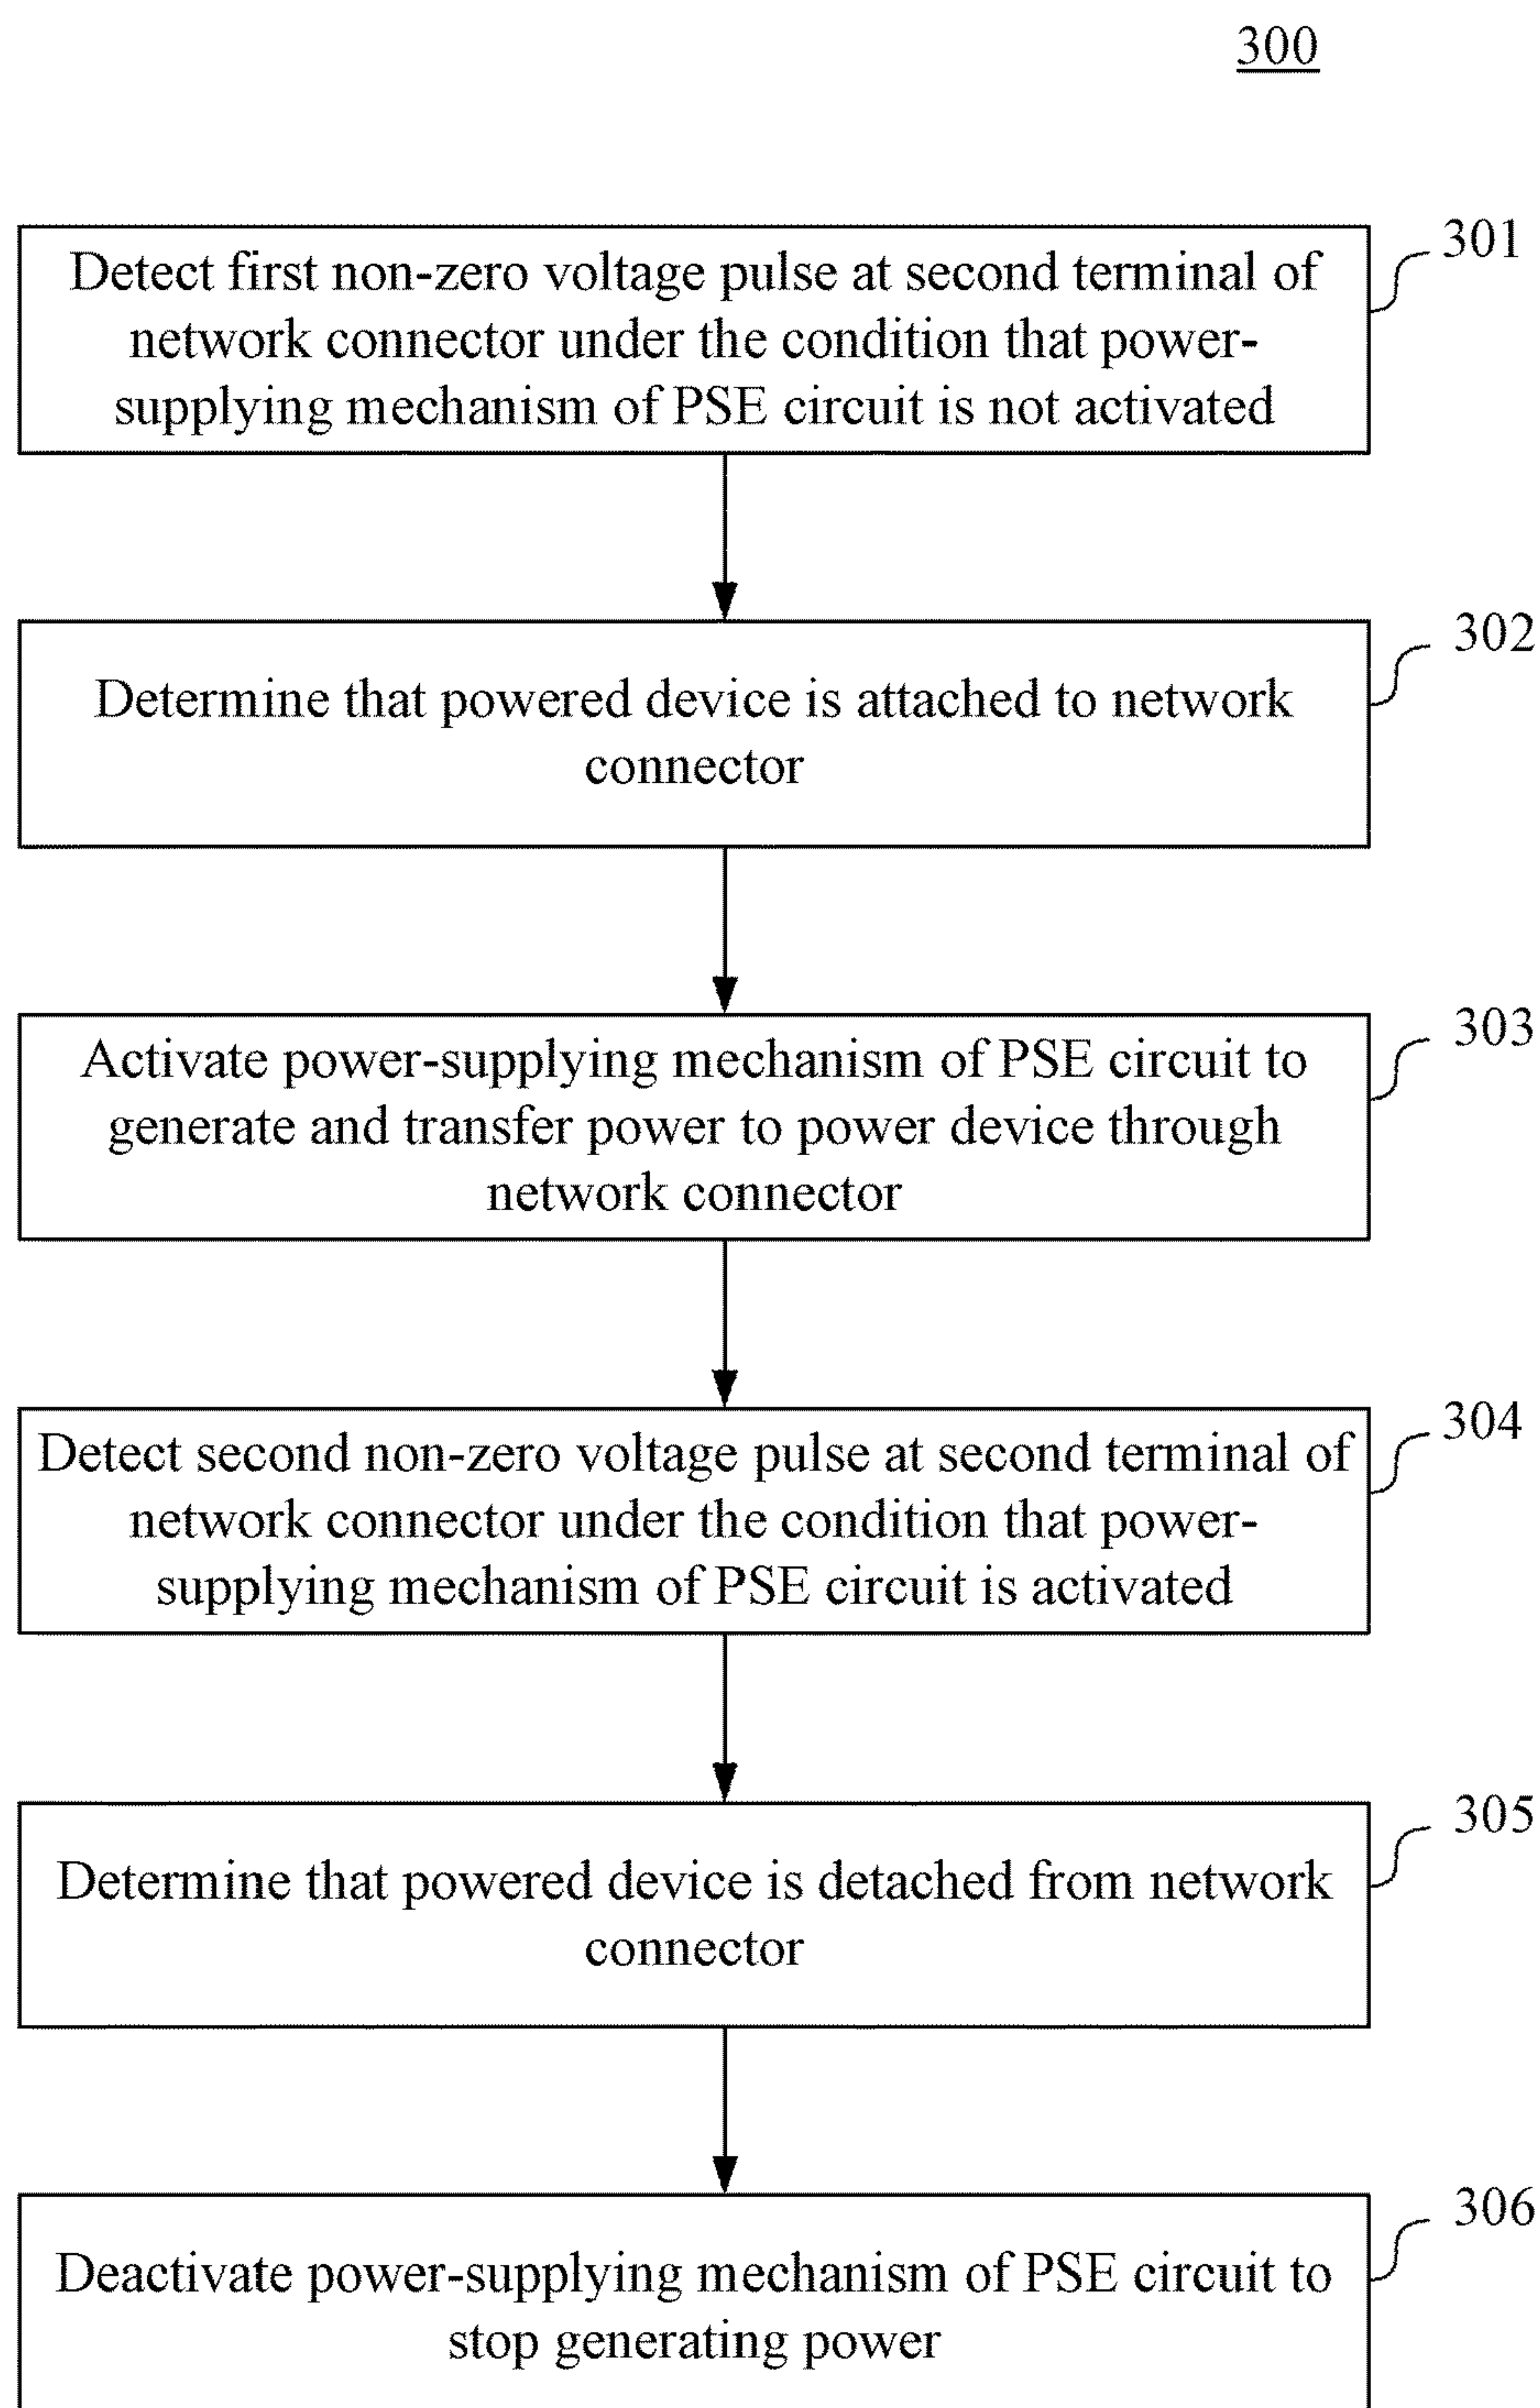 300
301
Detect first non-zero voltage pulse at second terminal of
network connector under the condition that power-
supplying mechanism of PSE circuit is not activated
302
Determine that powered device is attached to network
connector
303
Activate power-supplying mechanism of PSE circuit to
generate and transfer power to power device through
network connector
304
Detect second non-zero voltage pulse at second terminal of
network connector under the condition that power-
supplying mechanism of PSE circuit is activated
305
Determine that powered device is detached from network
connector
306
Deactivate power-supplying mechanism of PSE circuit to
stop generating power